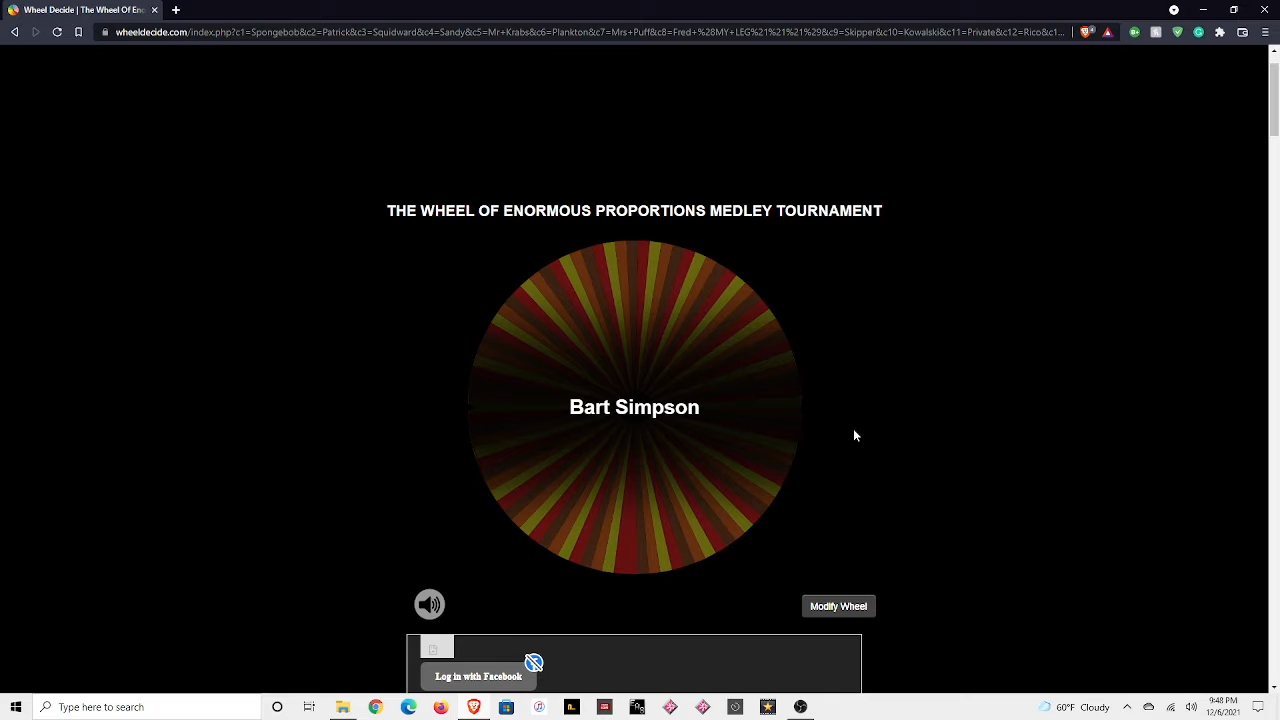 Wheel Decide | The Wheel Of En
wheeldecide.com/index.php?c1=Spongebob&c2=Patrick&c3=Squidward&c4=Sandy&c5=Mr+Krabs&c6=Plankton&c7=Mrs+Puff&c8=Fred+%28MY+LEG%21%21%21%29&c9=Skipper&c10=Kowalski&c11=Private&c12=Rico&c1...
THE WHEEL OF ENORMOUS PROPORTIONS MEDLEY TOURNAMENT
Bart Simpson
Modify Wheel
Log in with Facebook
Type here to search
60°F Cloudy
9:48 PM
12/6/2021